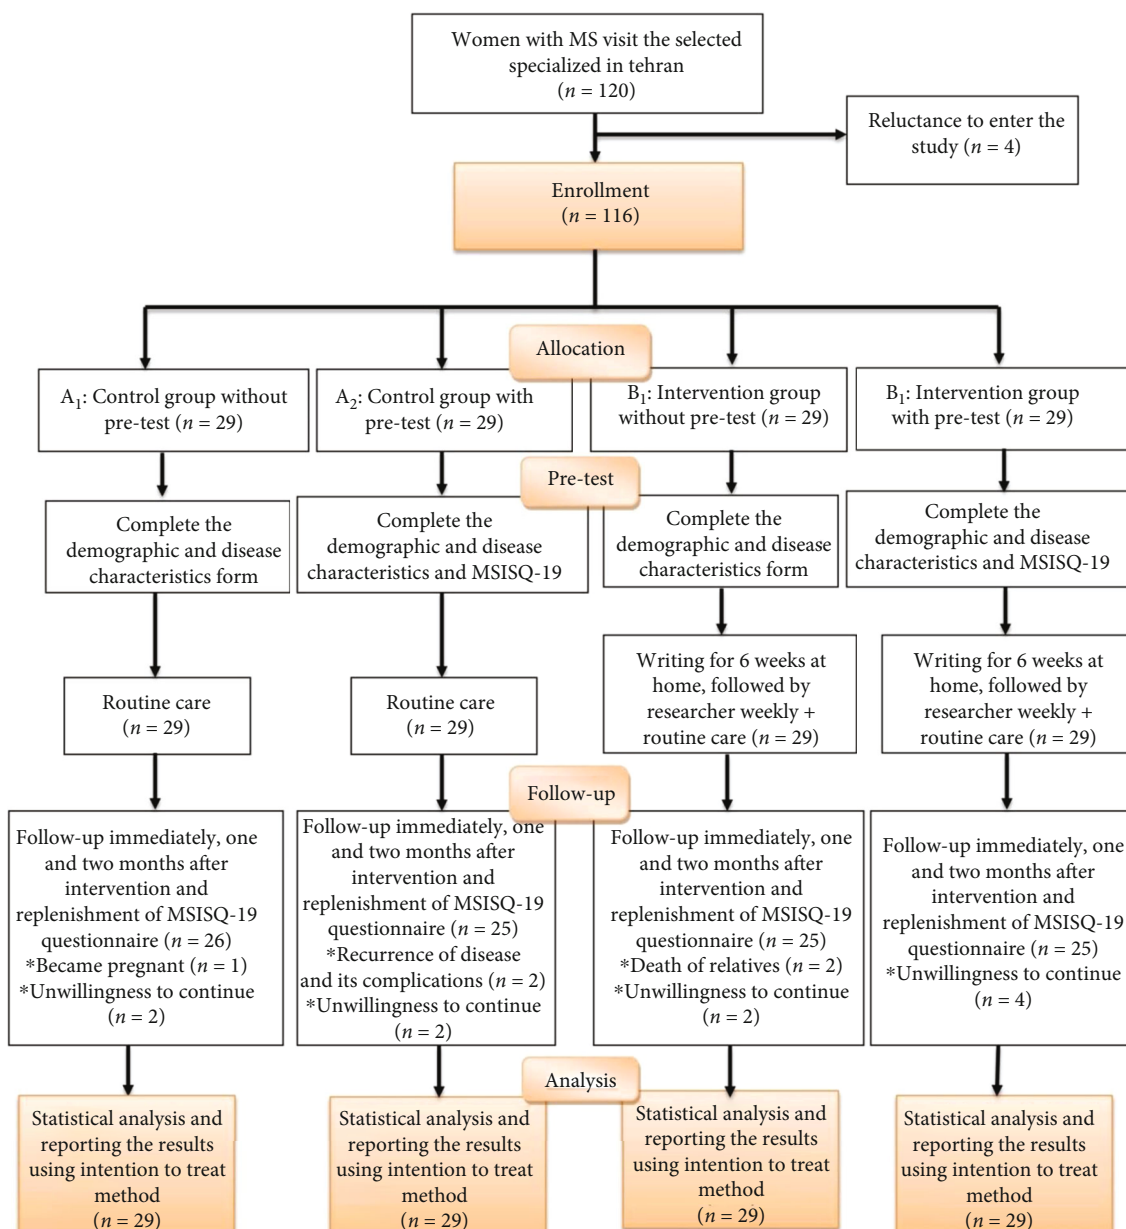 Women with MS visit the selected
specialized in tehran
(n = 120)
Reluctance to enter the
study (n = 4)
Enrollment
(n = 116)
Allocation
A1: Control group without
pre-test (n = 29)
A2: Control group with
pre-test (n = 29)
B1: Intervention group
without pre-test (n = 29)
B1: Intervention group
with pre-test (n = 29)
Pre-test
Complete the
demographic and disease
characteristics form
Complete the
demographic and disease
characteristics and MSISQ-19
Complete the
demographic and disease
characteristics form
Complete the
demographic and disease
characteristics and MSISQ-19
Routine care
(n = 29)
Routine care
(n = 29)
Writing for 6 weeks at
home, followed by
researcher weekly +
routine care (n = 29)
Writing for 6 weeks at
home, followed by
researcher weekly +
routine care (n = 29)
Follow-up
Follow-up immediately, one
and two months after
intervention and
replenishment of MSISQ-19
questionnaire (n = 26)
*Became pregnant (n = 1)
*Unwillingness to continue
(n = 2)
Follow-up immediately, one
and two months after
intervention and
replenishment of MSISQ-19
questionnaire (n = 25)
*Recurrence of disease
and its complications (n = 2)
*Unwillingness to continue
(n = 2)
Follow-up immediately, one
and two months after
intervention and
replenishment of MSISQ-19
questionnaire (n = 25)
*Death of relatives (n = 2)
*Unwillingness to continue
(n = 2)
Follow-up immediately, one
and two months after
intervention and
replenishment of MSISQ-19
questionnaire (n = 25)
*Unwillingness to continue
(n = 4)
Analysis
Statistical analysis and
reporting the results
using intention to treat
method
(n = 29)
Statistical analysis and
reporting the results
using intention to treat
method
(n = 29)
Statistical analysis and
reporting the results
using intention to treat
method
(n = 29)
Statistical analysis and
reporting the results
using intention to treat
method
(n = 29)